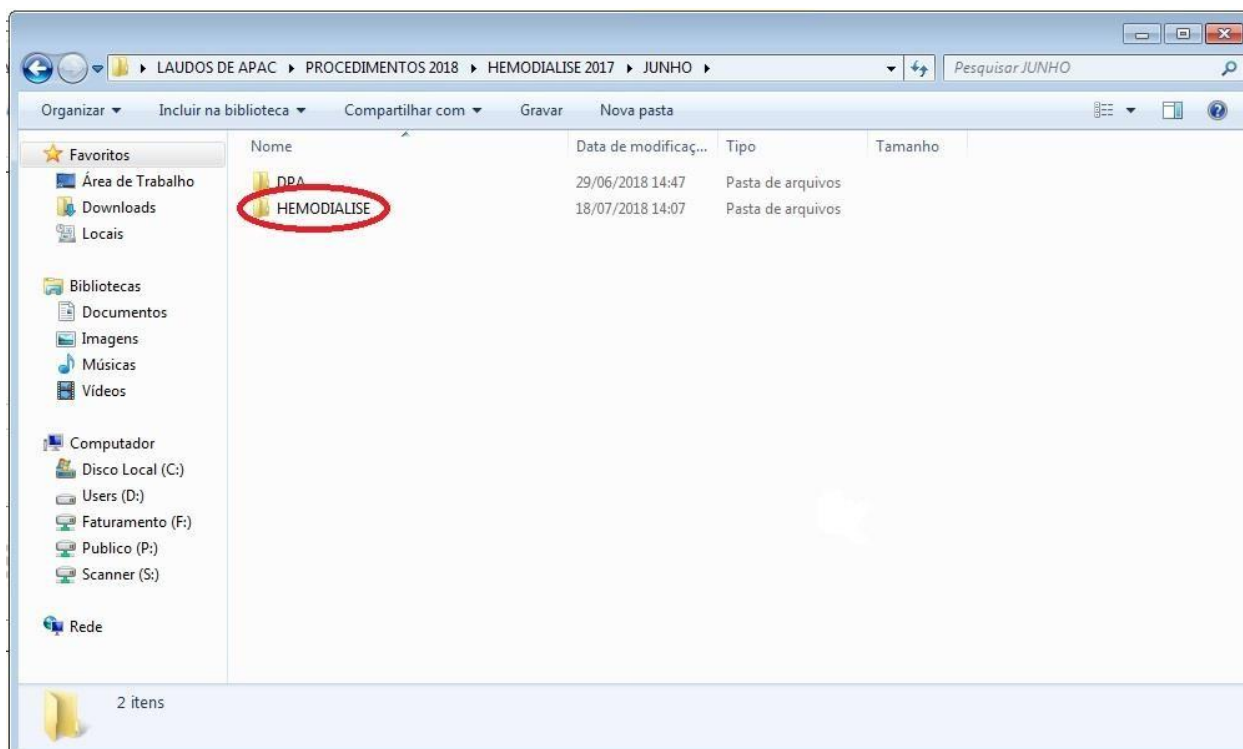 LAUDOS DE APAC PROCEDIMENTOS 2018 HEMODIALISE 2017 JUNHO Pesquisar JUNHO
Organizar Incluir na biblioteca Compartilhar com Gravar Nova pasta
Nome Data de modificaç... Tipo Tamanho
DPA 29/06/2018 14:47 Pasta de arquivos
HEMODIALISE 18/07/2018 14:07 Pasta de arquivos
Favoritos
Área de Trabalho
Downloads
Locais
Bibliotecas
Documentos
Imagens
Músicas
Vídeos
Computador
Disco Local (C:)
Users (D:)
Faturamento (F:)
Publico (P:)
Scanner (S:)
Rede
2 itens